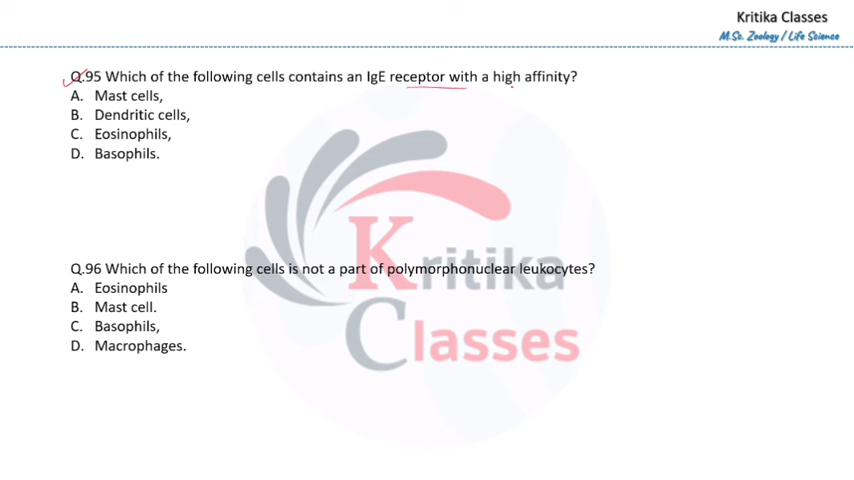 Kritika Classes
M.Sc. Zoology / Life Science
Q.95 Which of the following cells contains an IgE receptor with a high affinity?
A. Mast cells,
B. Dendritic cells,
C. Eosinophils,
D. Basophils.
Kritika
Classes
Q.96 Which of the following cells is not a part of polymorphonuclear leukocytes?
A. Eosinophils
B. Mast cell.
C. Basophils,
D. Macrophages.